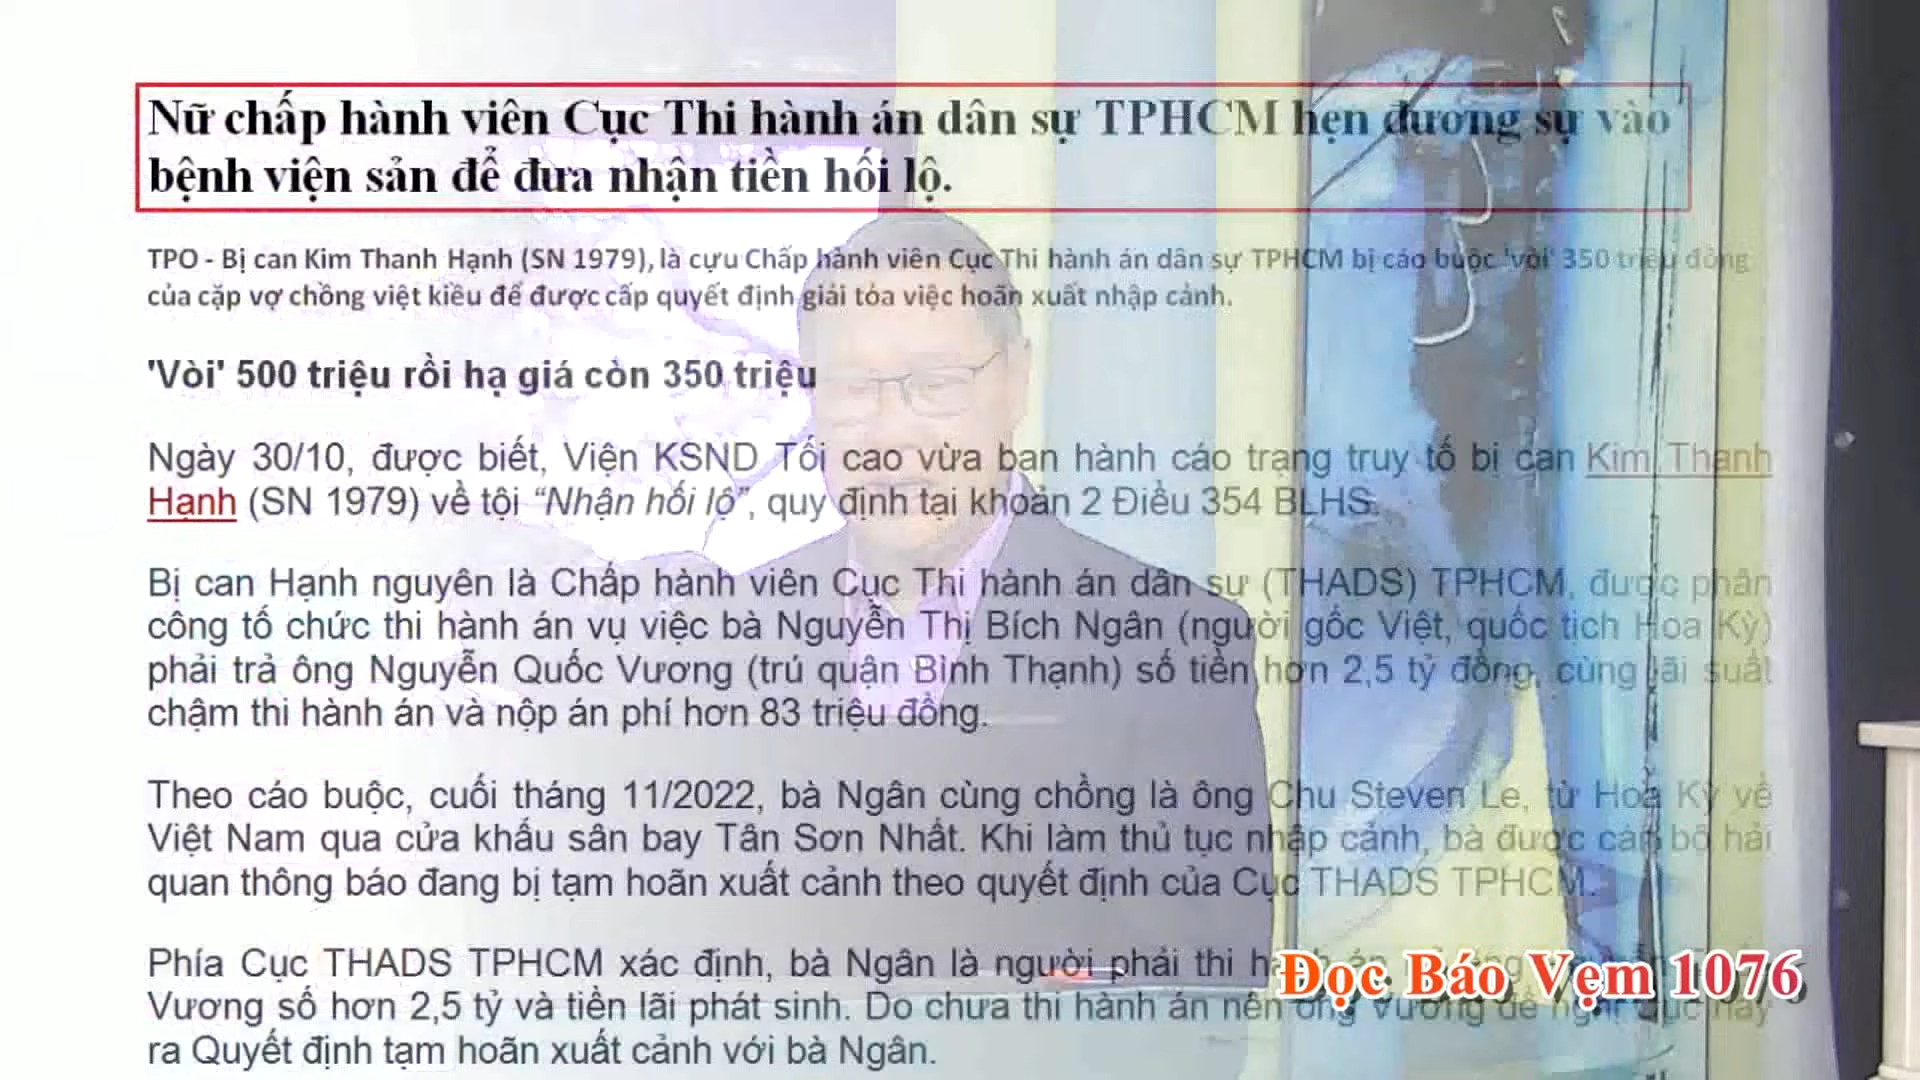 Nữ chấp hành viên Cục Thi hành án dân sự TPHCM hẹn đương sự vào
bệnh viện sản để đưa nhận tiền hối lộ.
TPO - Bị can Kim Thanh Hạnh (SN 1979), là cựu Chấp hành viên Cục Thi hành án dân sự TPHCM bị cáo buộc 'vòi' 350 triệu đồng
của cặp vợ chồng việt kiều để được cấp quyết định giải tỏa việc hoãn xuất nhập cảnh.
'Vòi' 500 triệu rồi hạ giá còn 350 triệu
Ngày 30/10, được biết, Viện KSND Tối cao vừa ban hành cáo trạng truy tố bị can Kim Thanh
Hạnh (SN 1979) về tội “Nhận hối lộ”, quy định tại khoản 2 Điều 354 BLHS.
Bị can Hạnh nguyên là Chấp hành viên Cục Thi hành án dân sự (THADS) TPHCM, được phân
công tổ chức thi hành án vụ việc bà Nguyễn Thị Bích Ngân (người gốc Việt, quốc tịch Hoa Kỳ)
phải trả ông Nguyễn Quốc Vương (trú quận Bình Thạnh) số tiền hơn 2,5 tỷ đồng, cùng lãi suất
chậm thi hành án và nộp án phí hơn 83 triệu đồng.
Theo cáo buộc, cuối tháng 11/2022, bà Ngân cùng chồng là ông Chu Steven Le, từ Hoa Kỳ về
Việt Nam qua cửa khẩu sân bay Tân Sơn Nhất. Khi làm thủ tục nhập cảnh, bà được cán bộ hải
quan thông báo đang bị tạm hoãn xuất cảnh theo quyết định của Cục THADS TPHCM.
Phía Cục THADS TPHCM xác định, bà Ngân là người phải thi
Vương số hơn 2,5 tỷ và tiền lãi phát sinh. Do chưa thi hành án nên ông Vương đề nghị Cục này
ra Quyết định tạm hoãn xuất cảnh với bà Ngân.
Đọc Báo Vẹm 1076